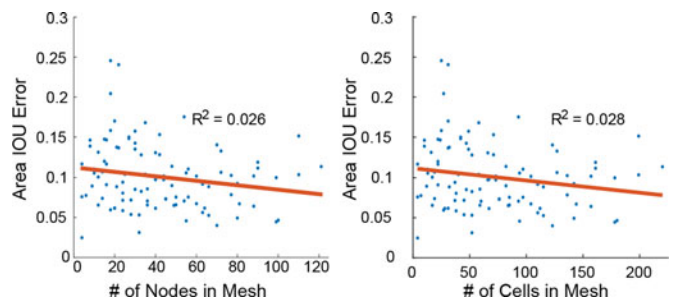 0.3
0.25
0.2
0.15
0.1
0.05
0
Area IOU Error
R² = 0.026
0 20 40 60 80 100 120
# of Nodes in Mesh
0.3
0.25
0.2
0.15
0.1
0.05
0
Area IOU Error
R² = 0.028
0 50 100 150 200
# of Cells in Mesh